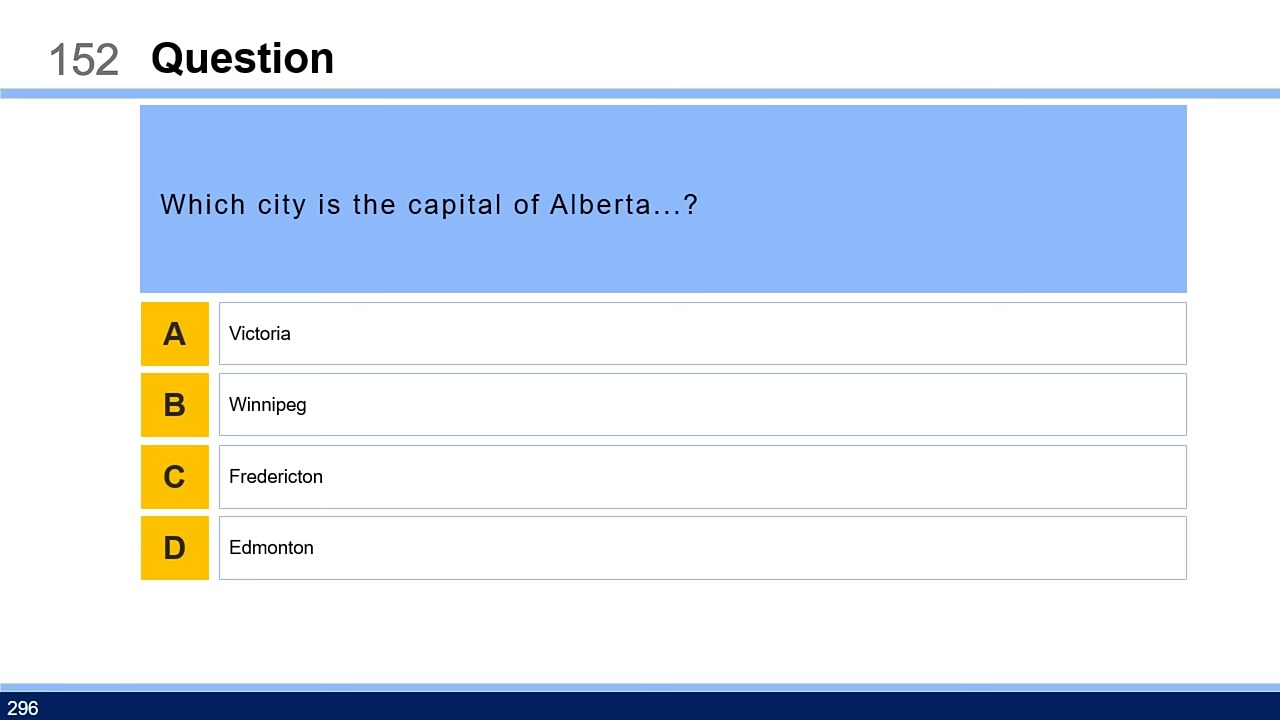 152 Question
Which city is the capital of Alberta...?
A Victoria
B Winnipeg
C Fredericton
D Edmonton
296